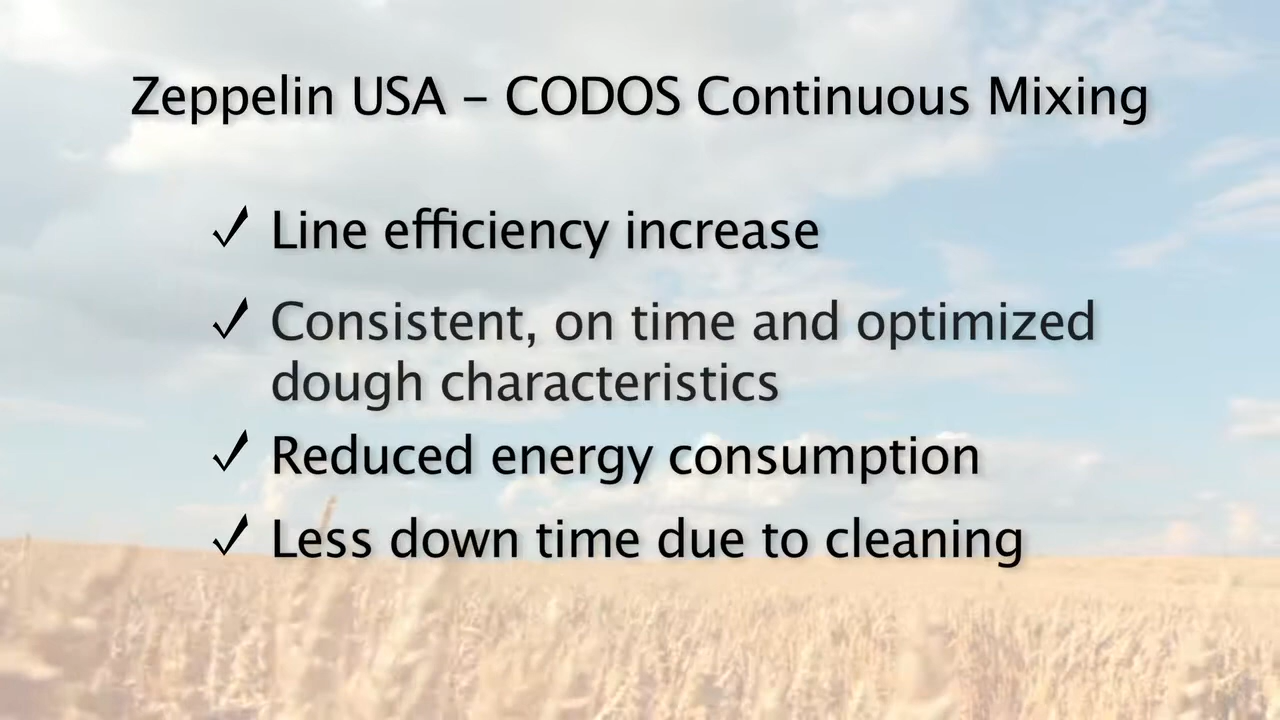 Zeppelin USA – CODOS Continuous Mixing
✓ Line efficiency increase
✓ Consistent, on time and optimized
dough characteristics
✓ Reduced energy consumption
✓ Less down time due to cleaning